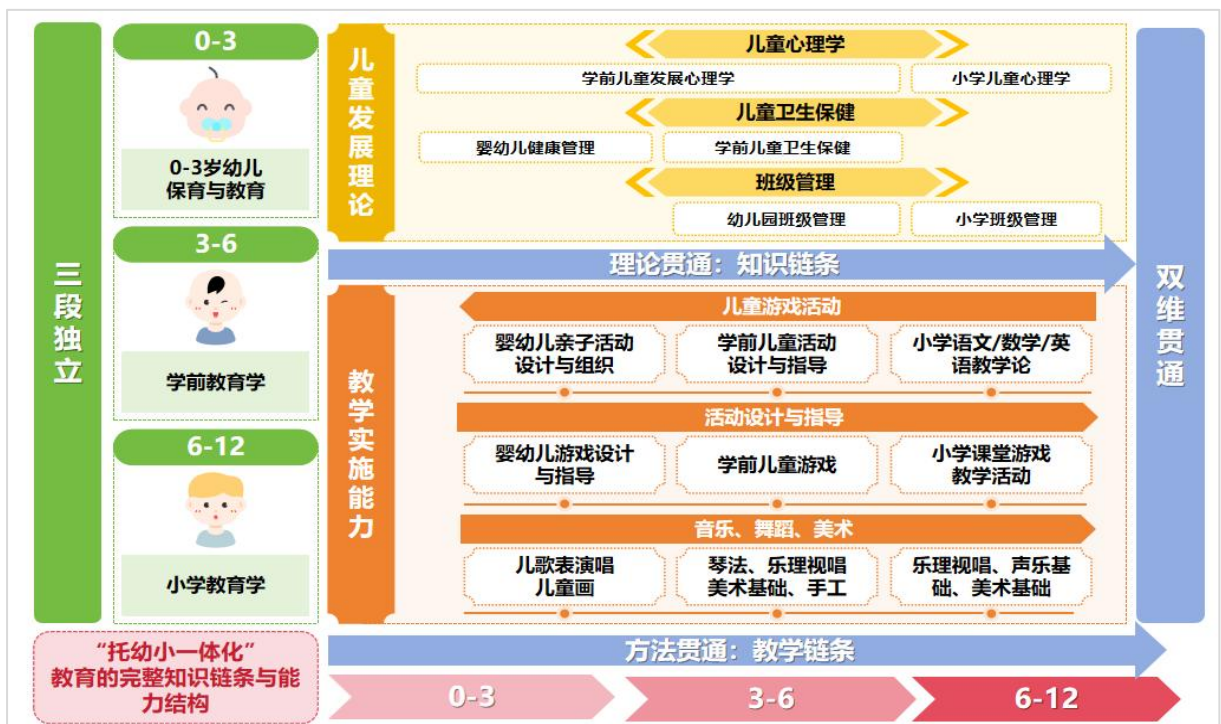 三段独立
0-3
0-3岁幼儿
保育与教育
3-6
学前教育学
6-12
小学教育学
“托幼小一体化”
教育的完整知识链条与能
力结构
儿童发展理论
儿童心理学
学前儿童发展心理学
小学儿童心理学
儿童卫生保健
婴幼儿健康管理
学前儿童卫生保健
班级管理
幼儿园班级管理
小学班级管理
理论贯通：知识链条
教学实施能力
儿童游戏活动
婴幼儿亲子活动
设计与组织
学前儿童活动
设计与指导
小学语文/数学/英
语教学论
活动设计与指导
婴幼儿游戏设计
与指导
学前儿童游戏
小学课堂游戏
教学活动
音乐、舞蹈、美术
儿歌表演唱
儿童画
琴法、乐理视唱
美术基础、手工
乐理视唱、声乐基
础、美术基础
方法贯通：教学链条
0-3
3-6
6-12
双维贯通